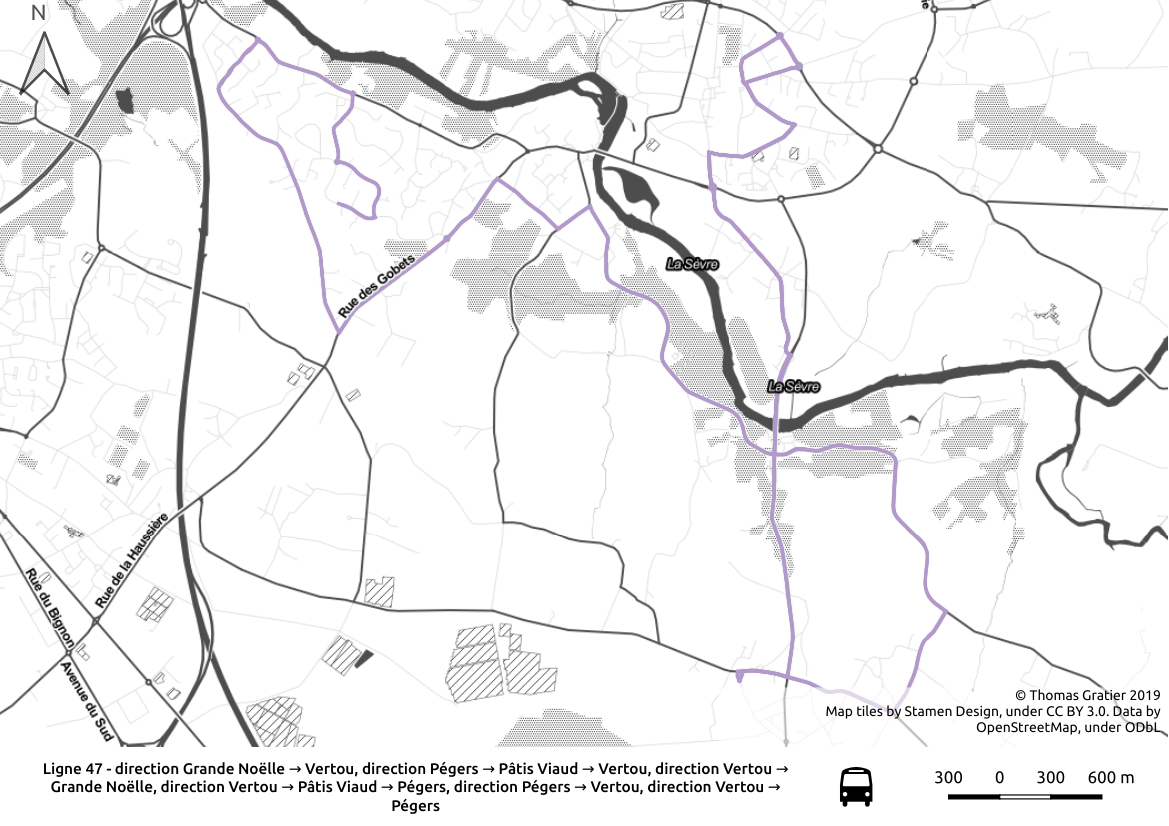 N
le
La Sèvre
Rue des Gobets
La Sèvre
Rue de la Haussière
Rue du Bignon
Avenue du Sud
© Thomas Gratier 2019
Map tiles by Stamen Design, under CC BY 3.0. Data by
OpenStreetMap, under ODbL
Ligne 47 - direction Grande Noëlle → Vertou, direction Pégers → Pâtis Viaud → Vertou, direction Vertou →
Grande Noëlle, direction Vertou → Pâtis Viaud → Pégers, direction Pégers → Vertou, direction Vertou →
Pégers
300 0 300 600 m